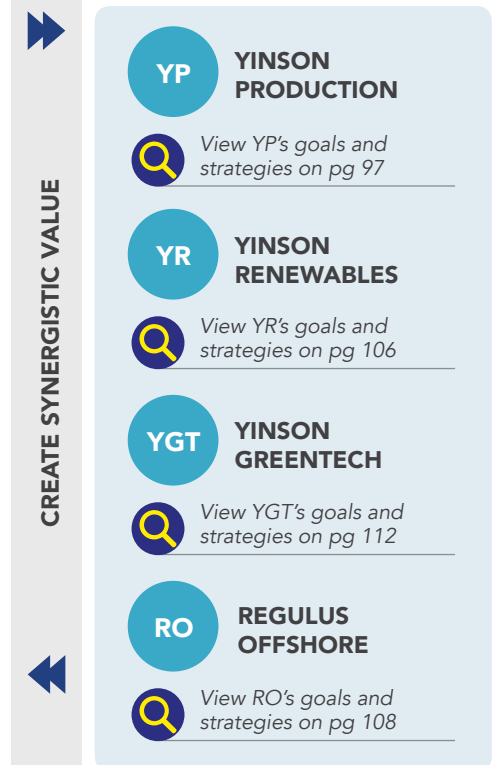 CREATE SYNERGISTIC VALUE
YP
YINSON
PRODUCTION
View YP's goals and
strategies on pg 97
YR
YINSON
RENEWABLES
View YR's goals and
strategies on pg 106
YGT
YINSON
GREENTECH
View YGT's goals and
strategies on pg 112
RO
REGULUS
OFFSHORE
View RO's goals and
strategies on pg 108